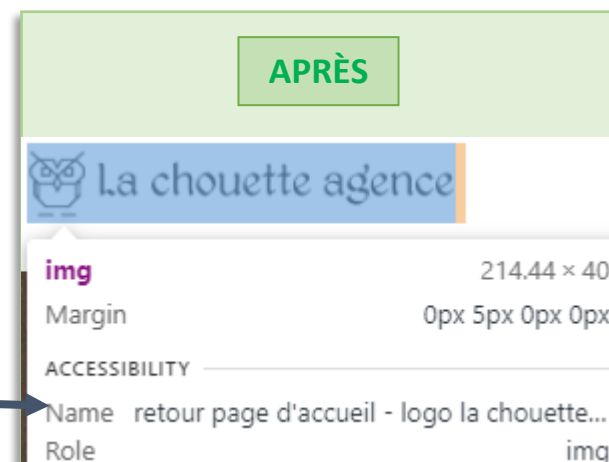 APRÈS
La chouette agence
img 214.44 × 40
Margin 0px 5px 0px 0px
ACCESSIBILITY
Name retour page d'accueil - logo la chouette...
Role img